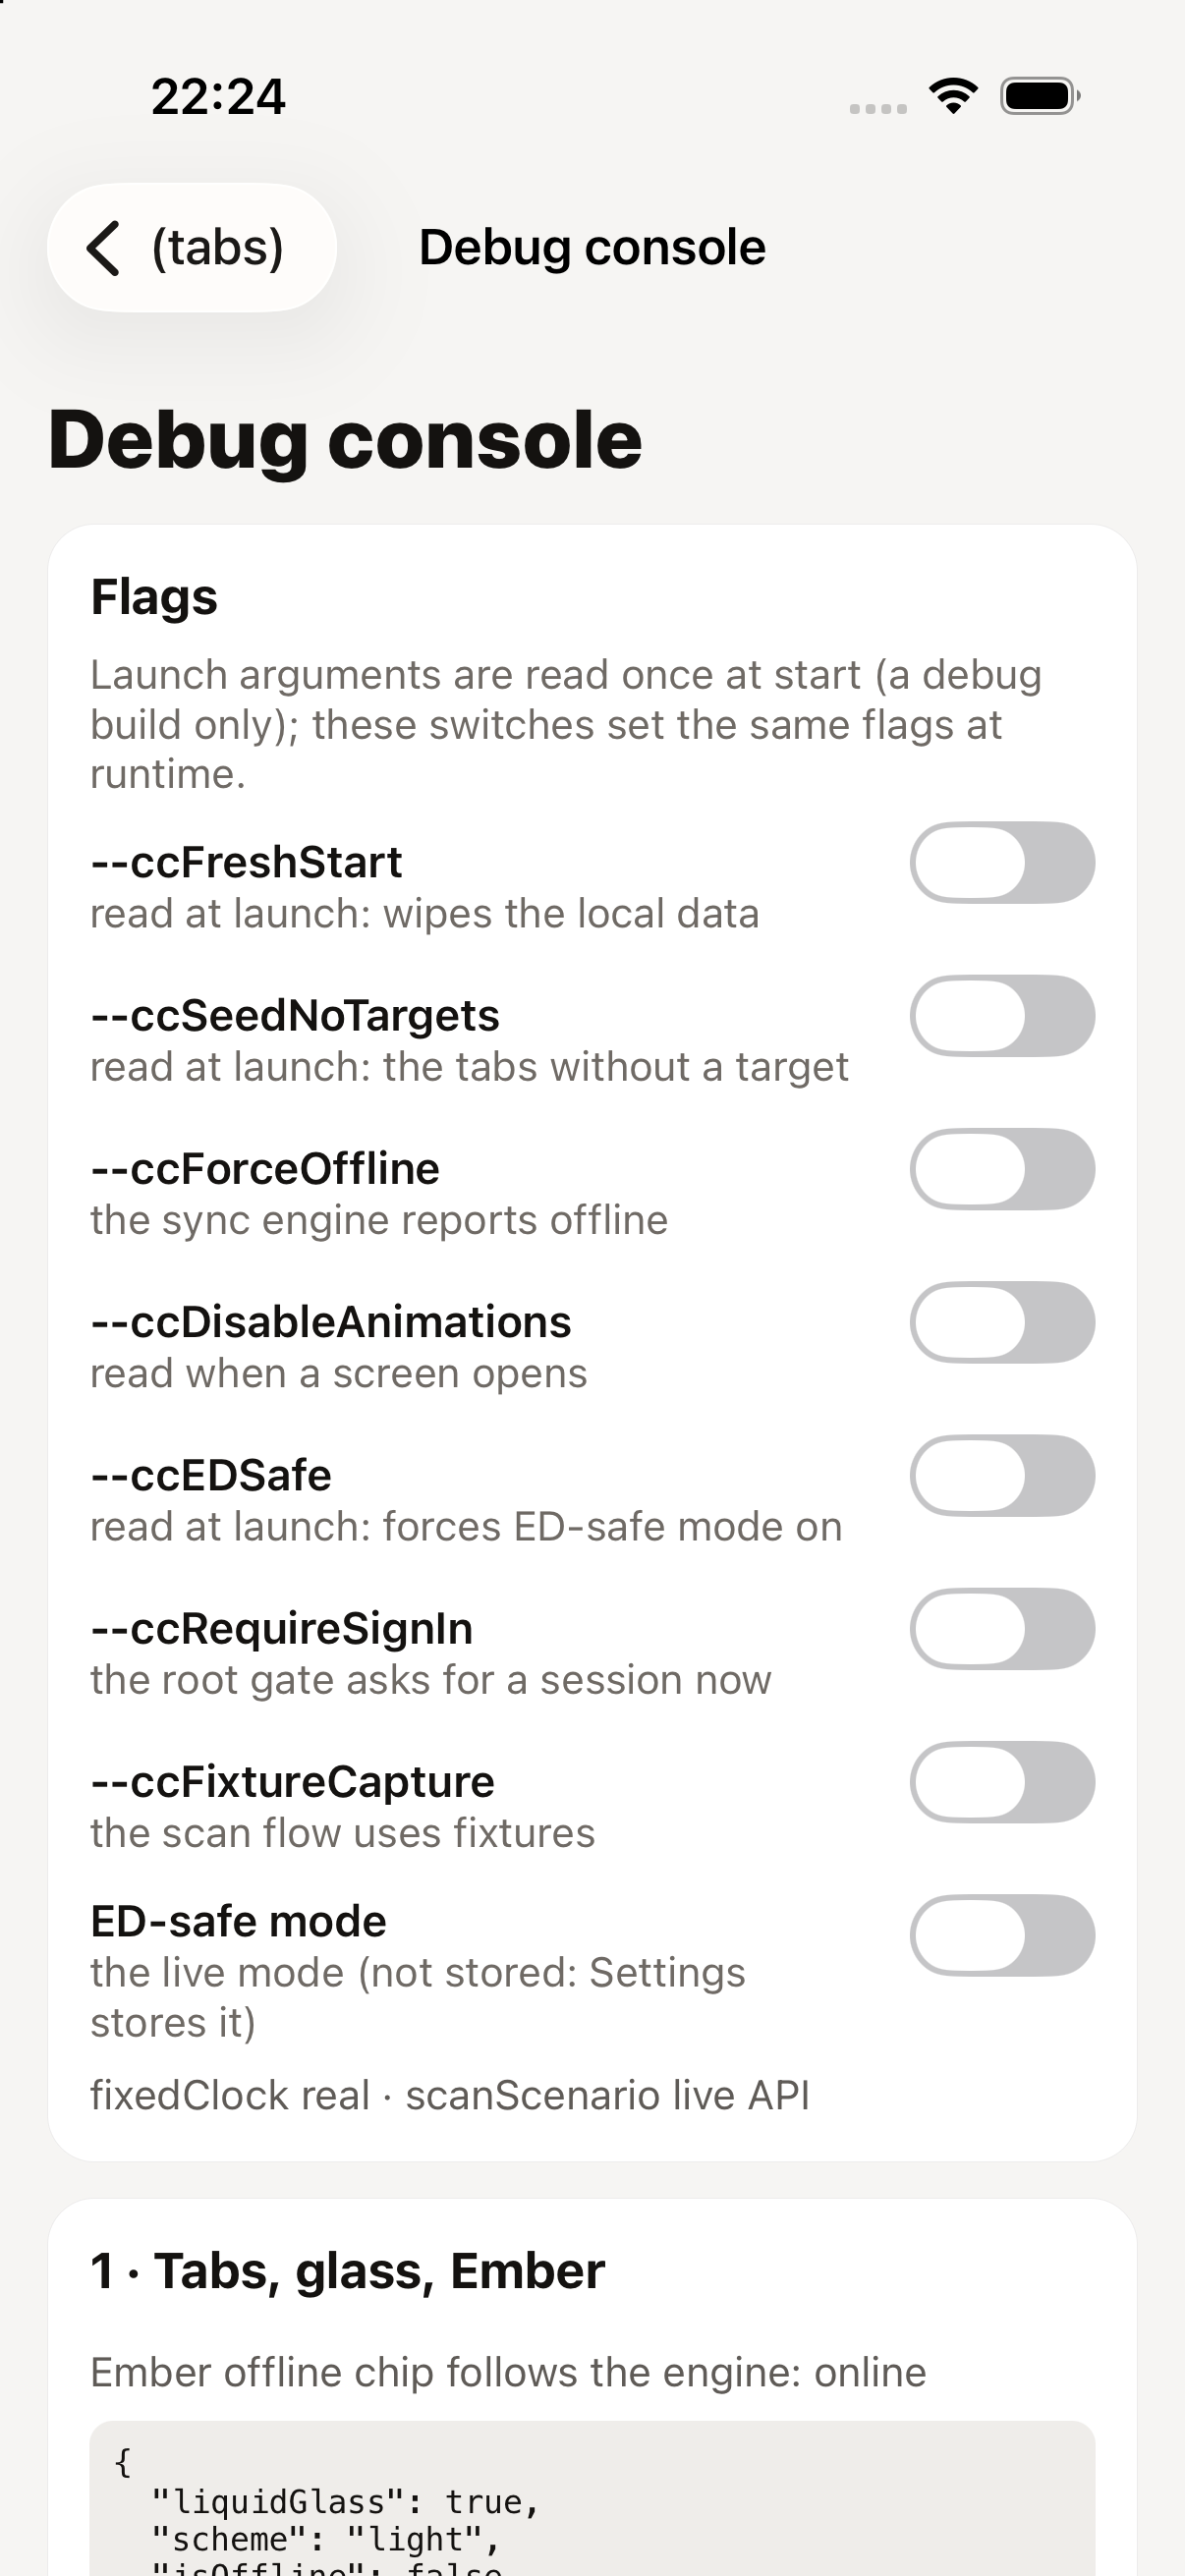 22:24
(tabs)
Debug console
Debug console
Flags
Launch arguments are read once at start (a debug
build only); these switches set the same flags at
runtime.
--ccFreshStart
read at launch: wipes the local data
--ccSeedNoTargets
read at launch: the tabs without a target
--ccForceOffline
the sync engine reports offline
--ccDisableAnimations
read when a screen opens
--ccEDSafe
read at launch: forces ED-safe mode on
--ccRequireSignIn
the root gate asks for a session now
--ccFixtureCapture
the scan flow uses fixtures
ED-safe mode
the live mode (not stored: Settings
stores it)
fixedClock real · scanScenario live API
1 · Tabs, glass, Ember
Ember offline chip follows the engine: online
{
"liquidGlass": true,
"scheme": "light",
"isOffline": false